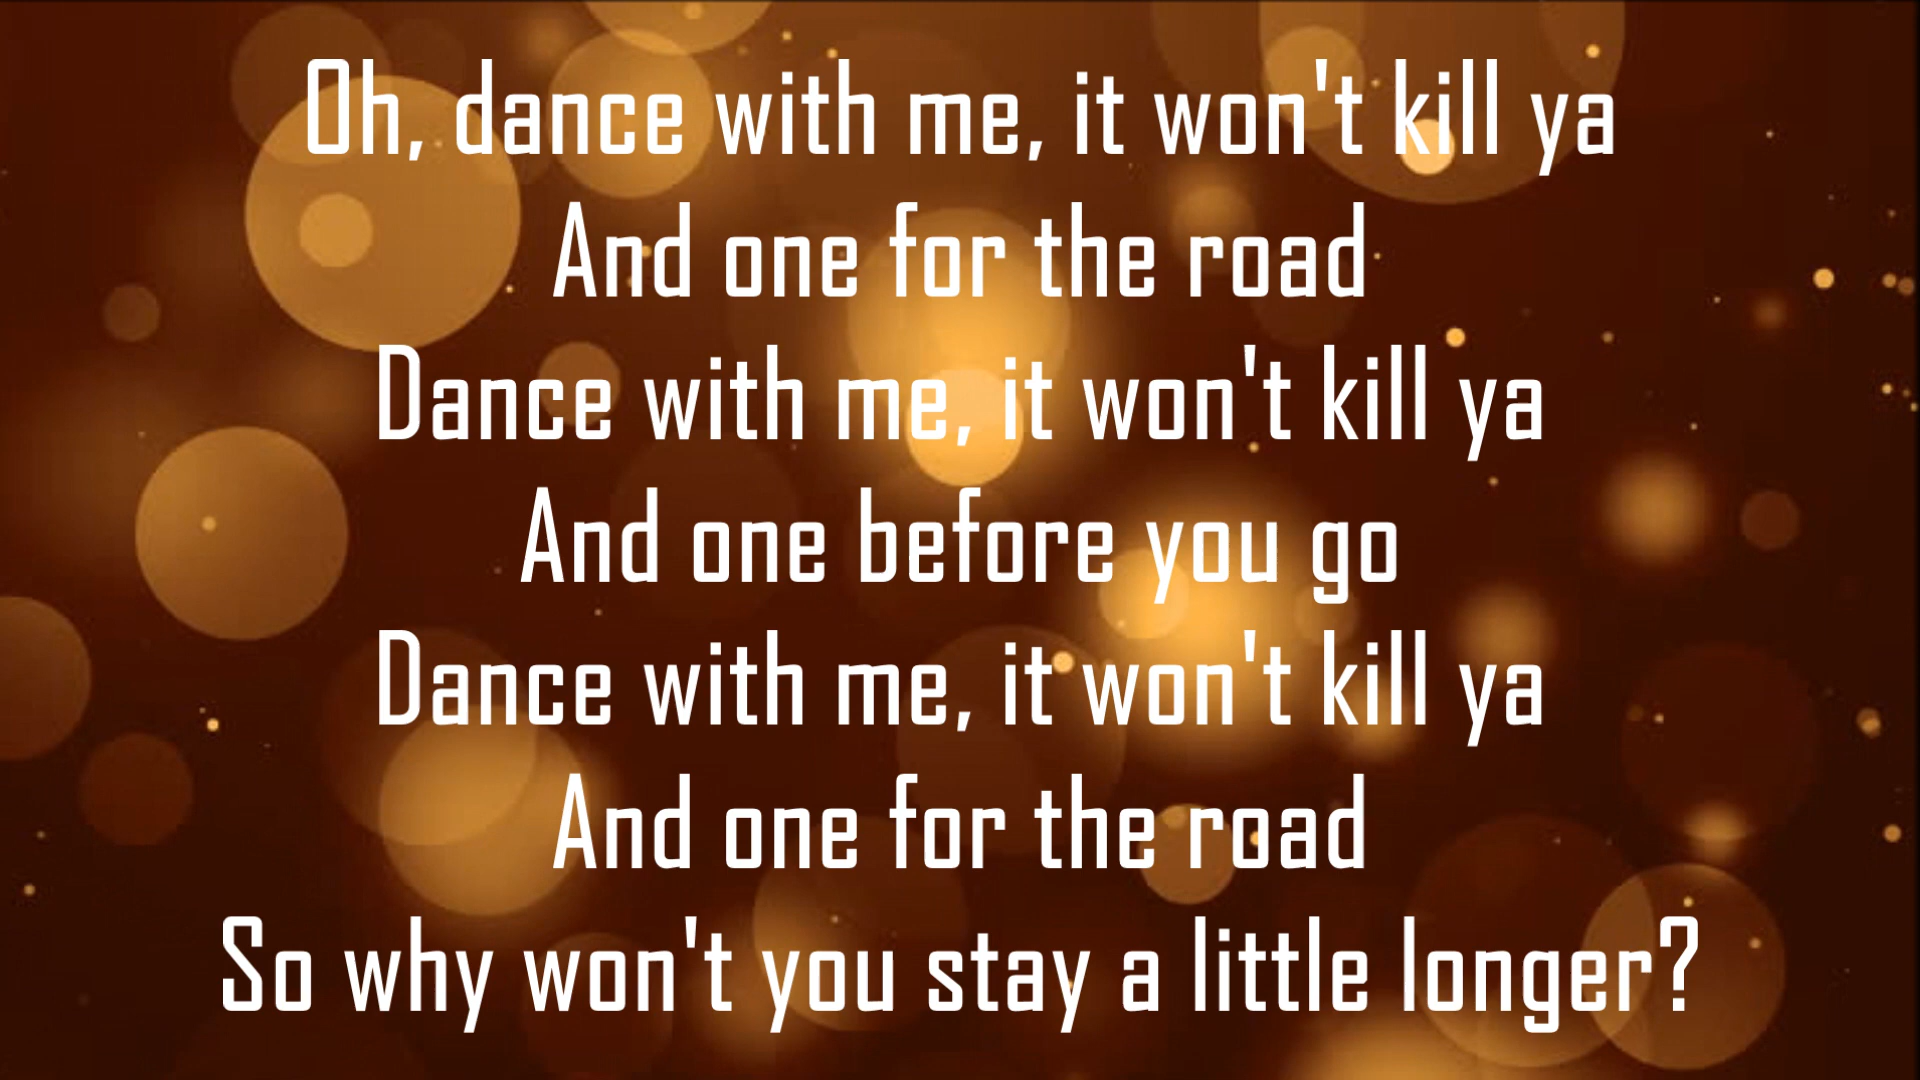 Oh, dance with me, it won't kill ya
And one for the road
Dance with me, it won't kill ya
And one before you go
Dance with me, it won't kill ya
And one for the road
So why won't you stay a little longer?